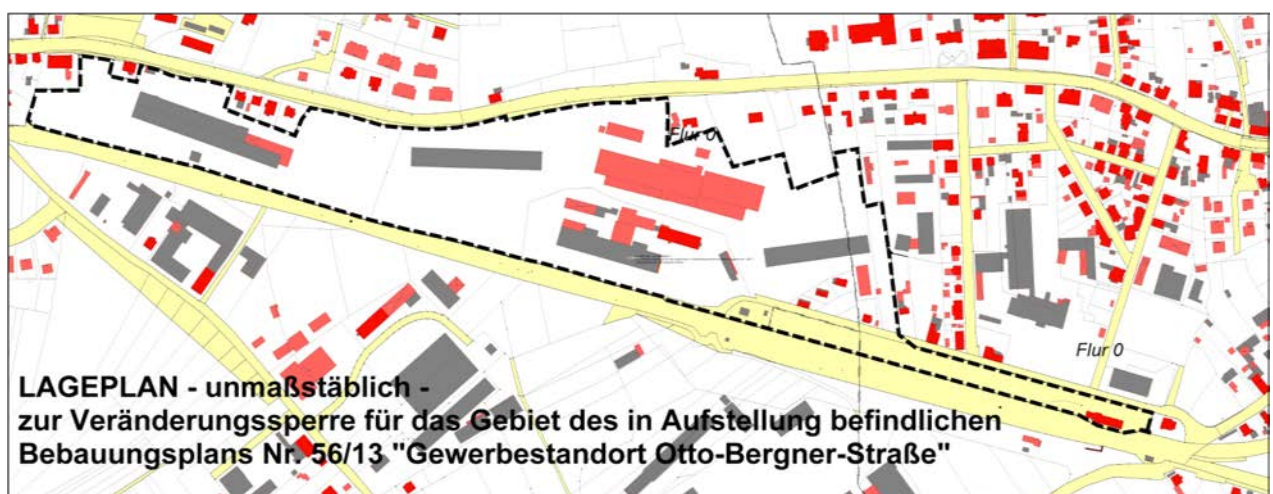 Flur 0
Flur 0
LAGEPLAN - unmaßstäblich -
zur Veränderungssperre für das Gebiet des in Aufstellung befindlichen
Bebauungsplans Nr. 56/13 "Gewerbestandort Otto-Bergner-Straße"